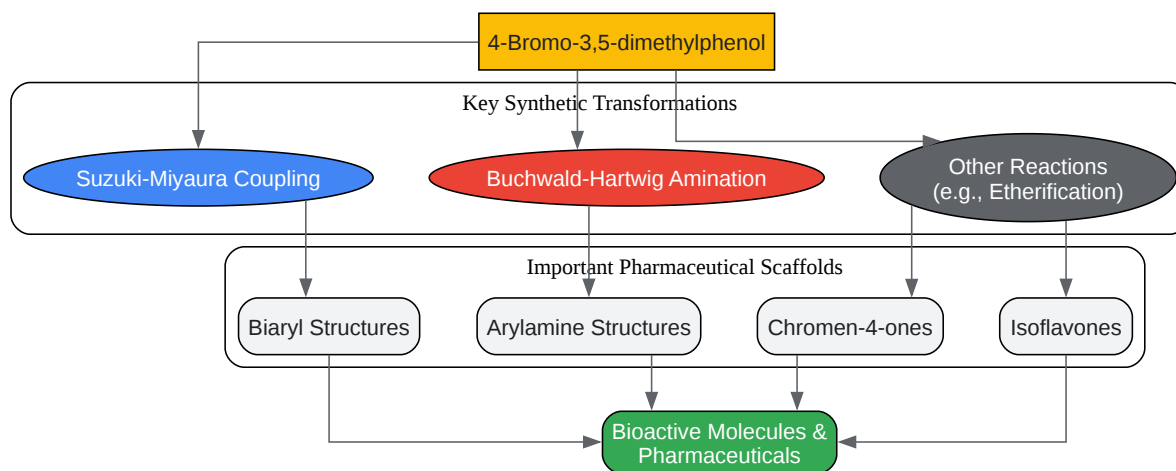 4-Bromo-3,5-dimethylphenol
Key Synthetic Transformations
Suzuki-Miyaura Coupling
Buchwald-Hartwig Amination
Other Reactions
(e.g., Etherification)
Important Pharmaceutical Scaffolds
Biaryl Structures
Arylamine Structures
Chromen-4-ones
Isoflavones
Bioactive Molecules &
Pharmaceuticals